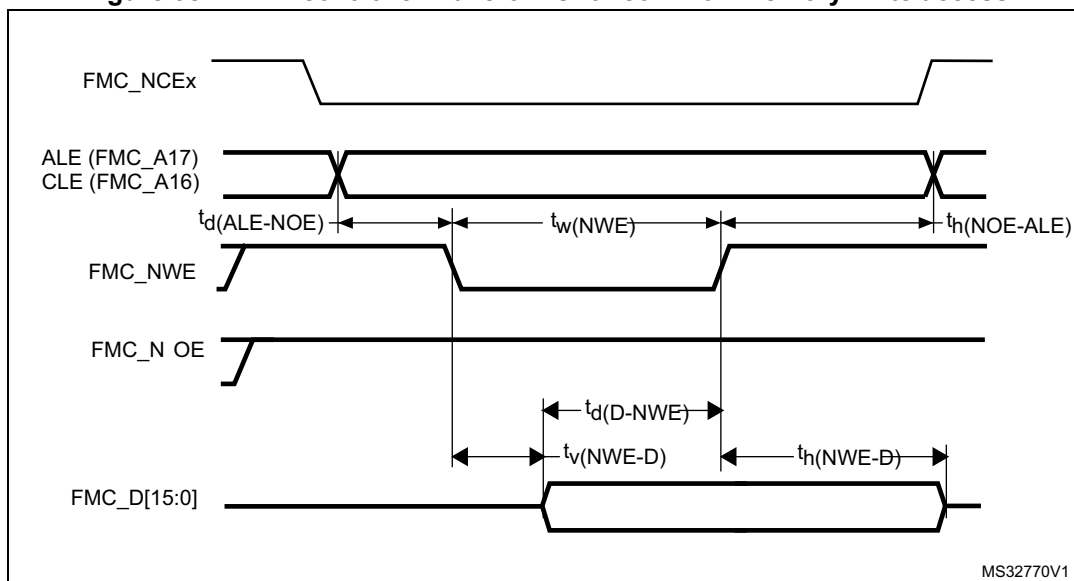 FMC_NCEx
ALE (FMC_A17)
CLE (FMC_A16)
td(ALE-NOE)
tw(NWE)
th(NOE-ALE)
FMC_NWE
FMC_N OE
td(D-NWE)
tv(NWE-D)
th(NWE-D)
FMC_D[15:0]
MS32770V1